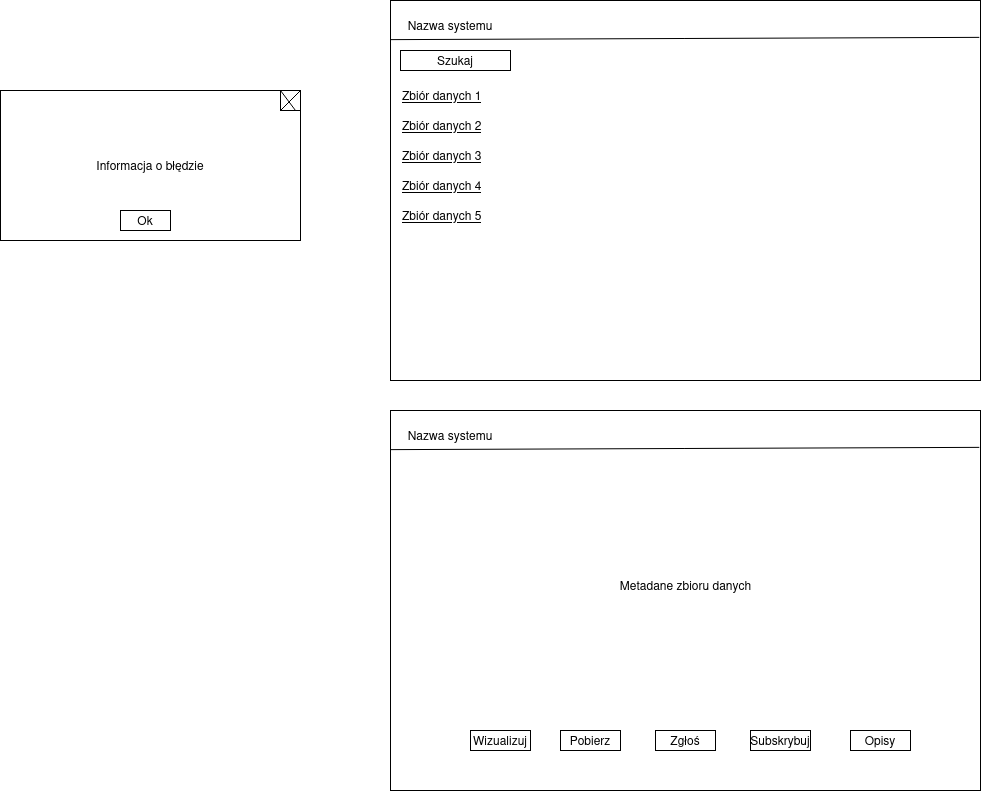 Nazwa systemu
Szukaj
Zbiór danych 1
Zbiór danych 2
Zbiór danych 3
Zbiór danych 4
Zbiór danych 5
Informacja o błędzie
Ok
Nazwa systemu
Metadane zbioru danych
Wizualizuj
Pobierz
Zgłoś
Subskrybuj
Opisy